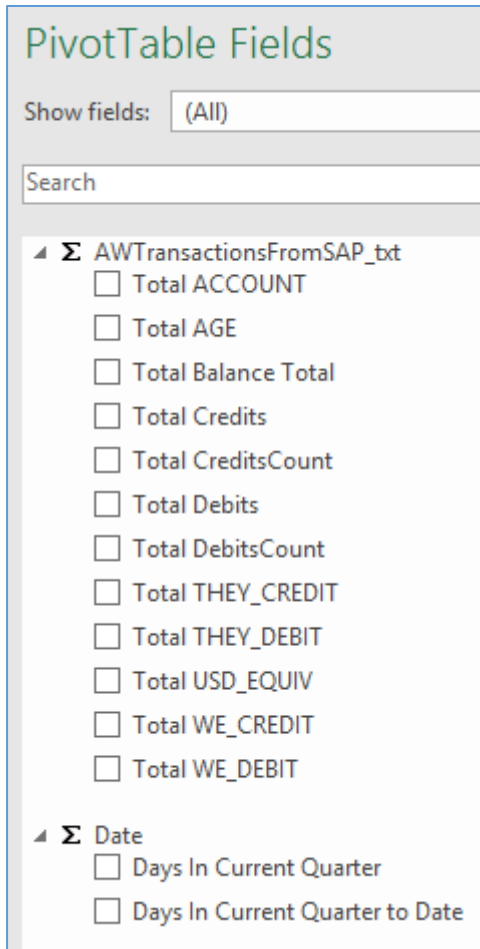 PivotTable Fields
Show fields: (All)
Search
Σ AWTransactionsFromSAP_txt
Total ACCOUNT
Total AGE
Total Balance Total
Total Credits
Total CreditsCount
Total Debits
Total DebitsCount
Total THEY_CREDIT
Total THEY_DEBIT
Total USD_EQUIV
Total WE_CREDIT
Total WE_DEBIT
Σ Date
Days In Current Quarter
Days In Current Quarter to Date